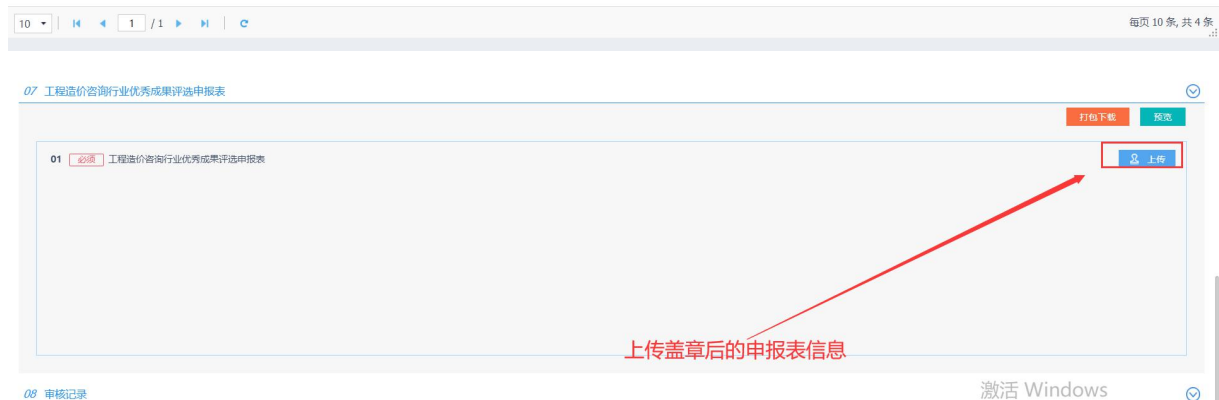 10 1 / 1 每页 10 条, 共 4 条
07 工程造价咨询行业优秀成果评选申报表
打包下载 预览
01 必须 工程造价咨询行业优秀成果评选申报表 上传
上传盖章后的申报表信息
08 审核记录
激活 Windows